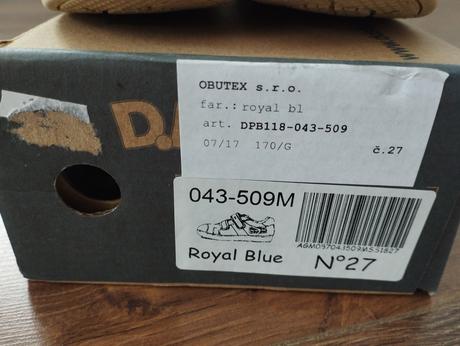 OBUTEX s.r.o.
far.: royal bl
art. DPB118-043-509
07/17 170/G č.27
D.
043-509M
Royal Blue
N°27